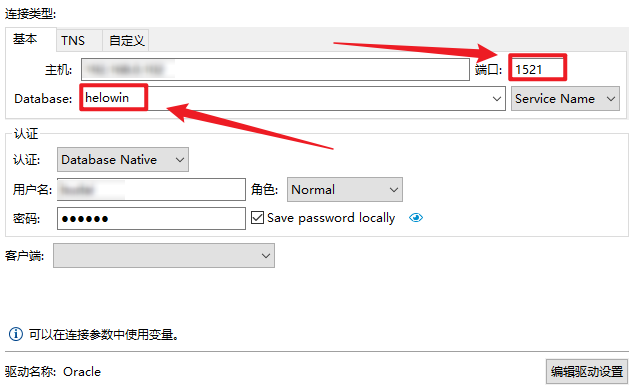 连接类型:
基本 TNS 自定义
主机: 端口: 1521
Database: helowin Service Name
认证
认证: Database Native
用户名: 角色: Normal
密码: ●●●●●● Save password locally
客户端:
可以在连接参数中使用变量。
驱动名称: Oracle 编辑驱动设置